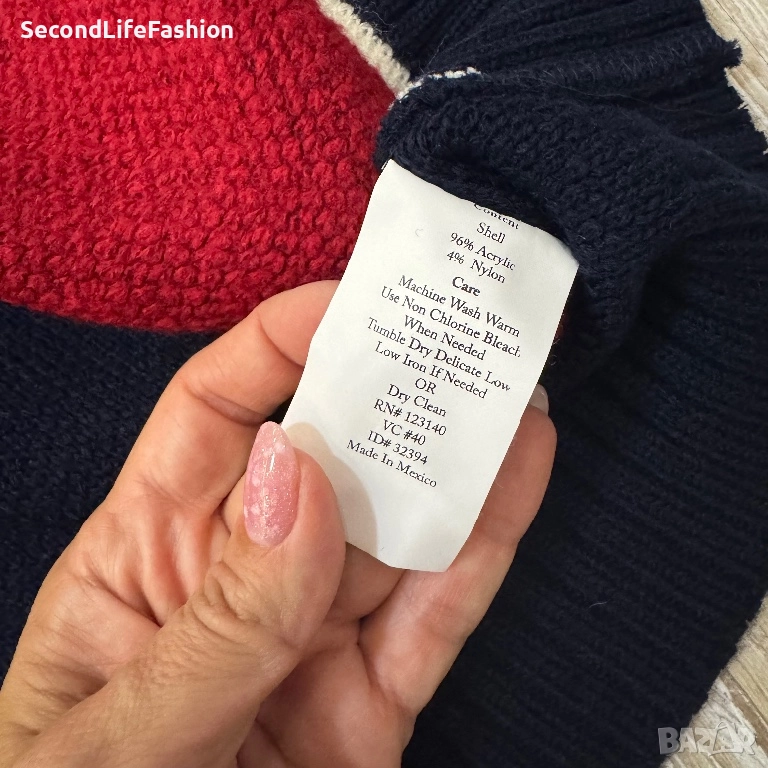 SecondLifeFashion
Content
Shell
96% Acrylic
4% Nylon
Care
Machine Wash Warm
Use Non Chlorine Bleach
When Needed
Tumble Dry Delicate Low
Low Iron If Needed
OR
Dry Clean
RN# 123140
VC #40
ID# 32394
Made In Mexico
BAZAR